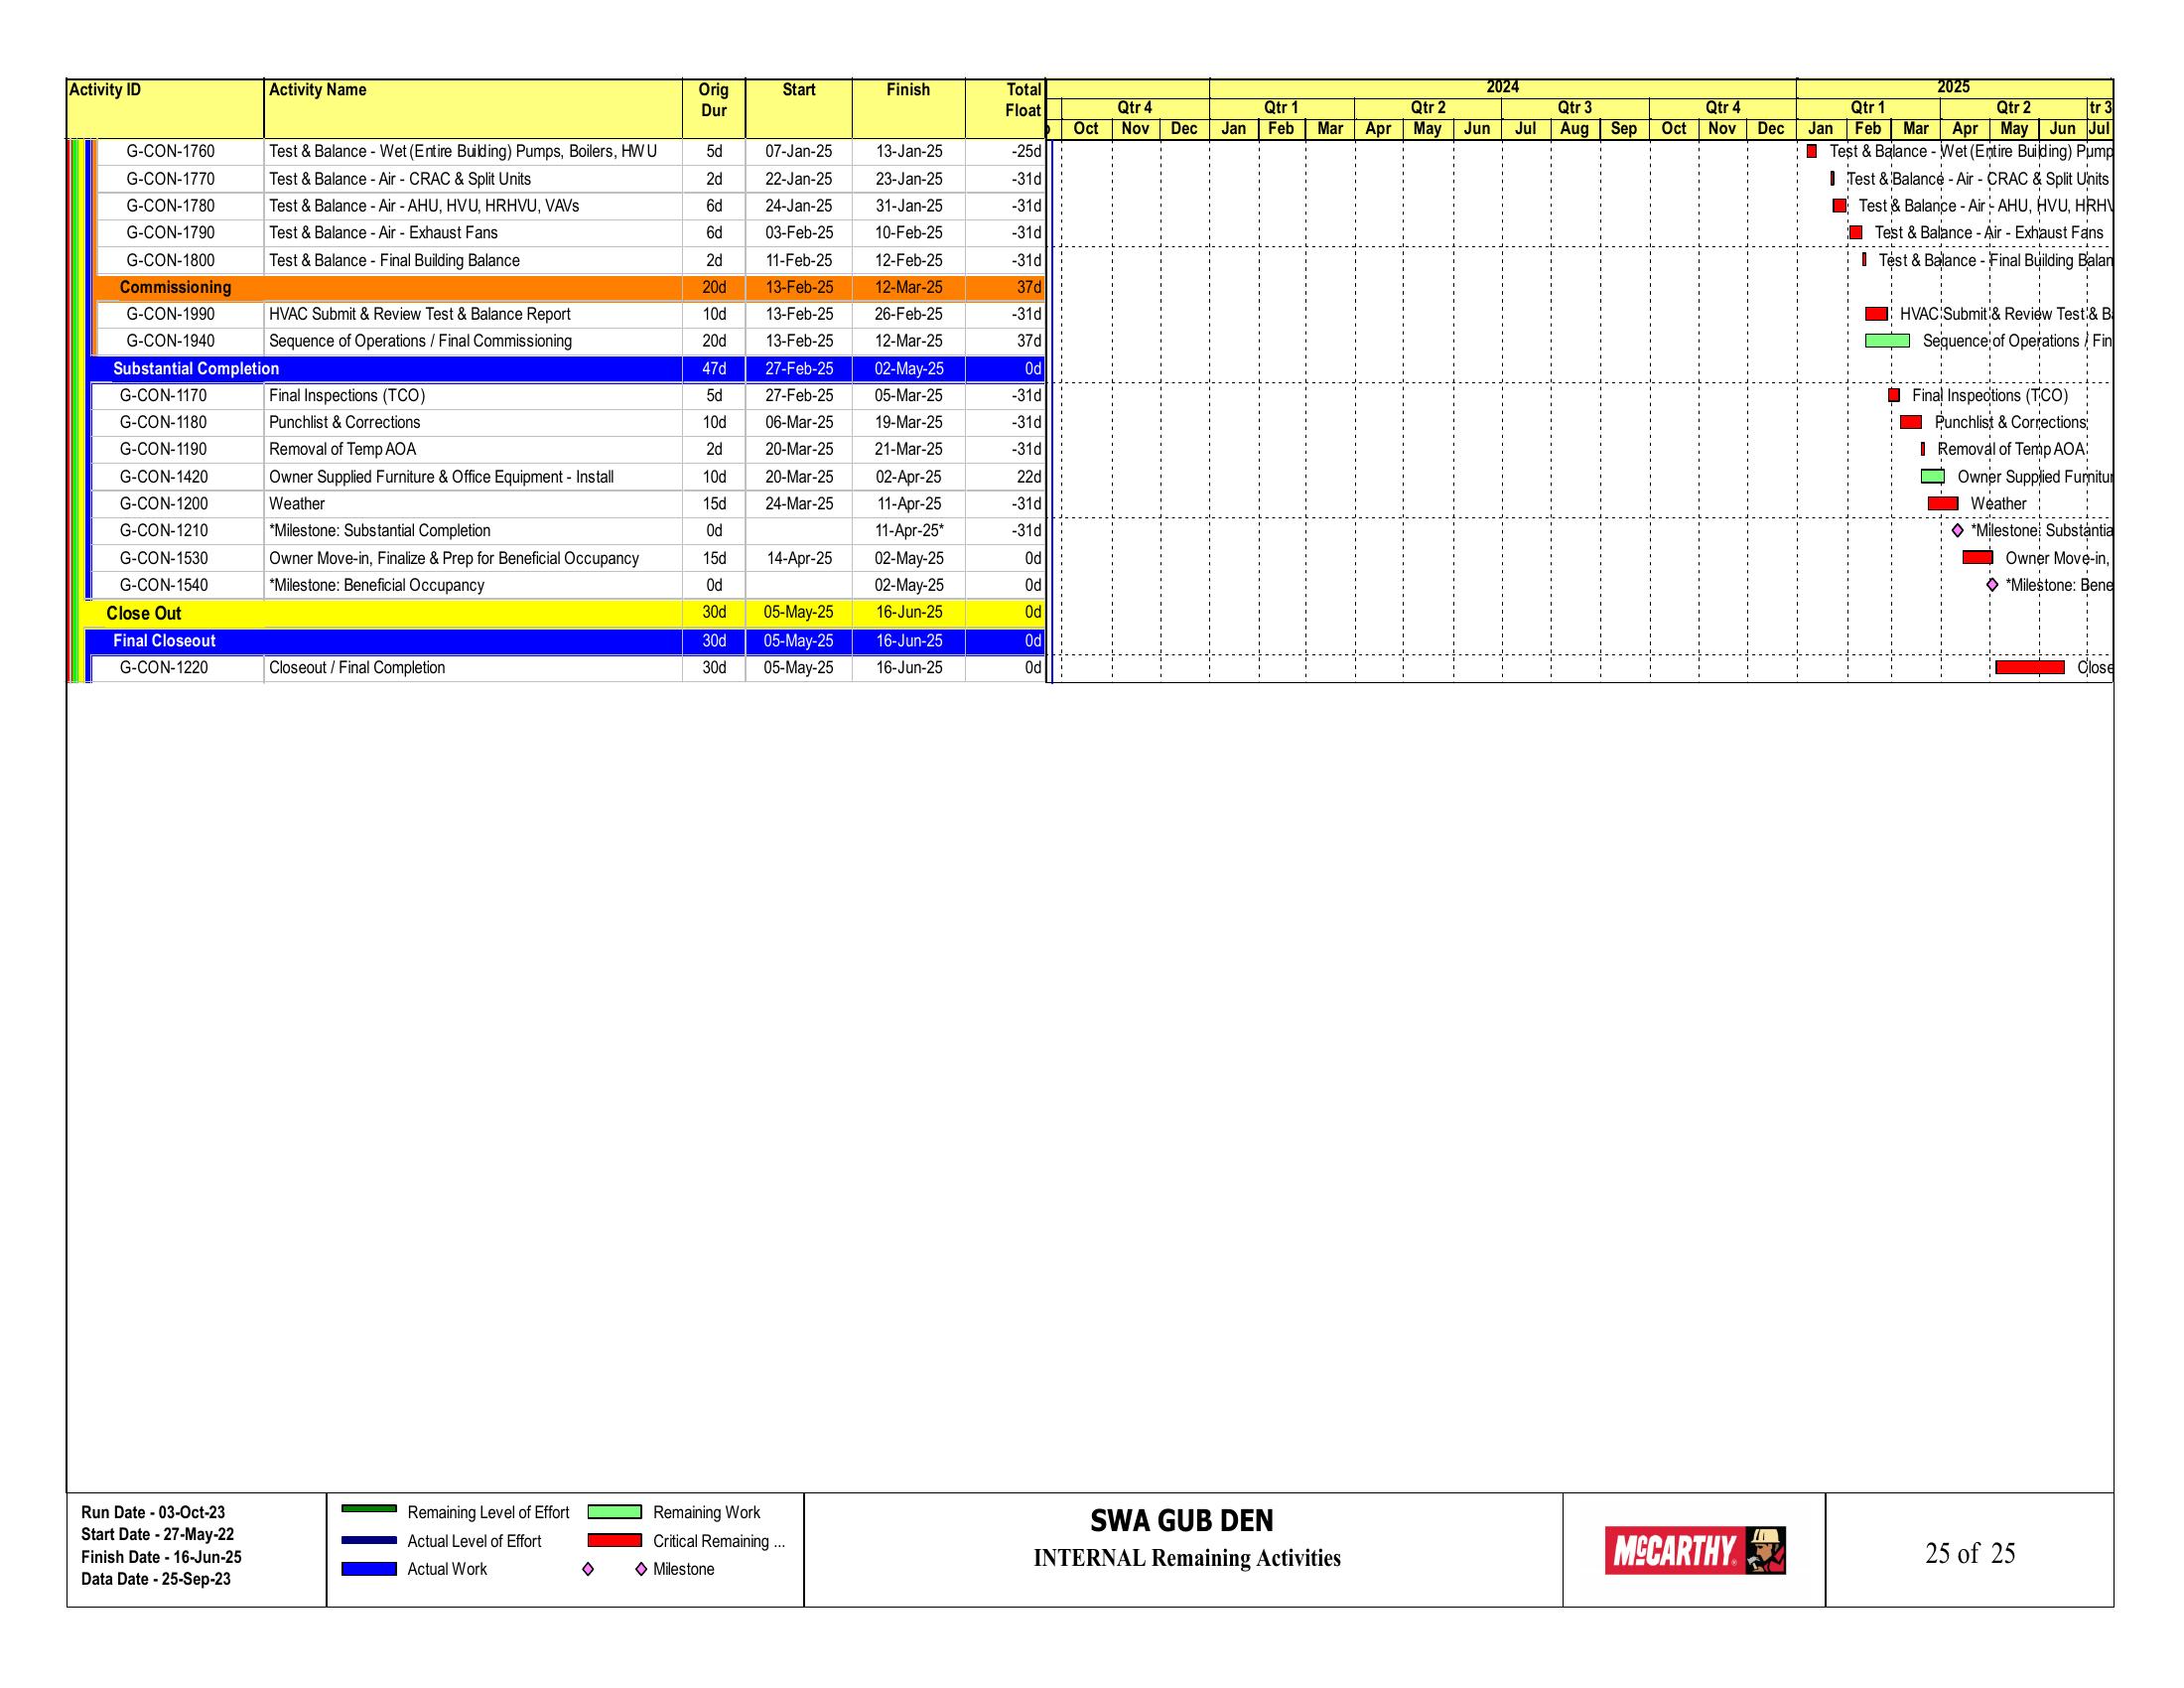 Activity ID Activity Name Orig Dur Start Finish Total Float
2024 2025
Qtr 4 Qtr 1 Qtr 2 Qtr 3 Qtr 4 Qtr 1 Qtr 2 tr 3
Oct Nov Dec Jan Feb Mar Apr May Jun Jul Aug Sep Oct Nov Dec Jan Feb Mar Apr May Jun Jul
G-CON-1760 Test & Balance - Wet (Entire Building) Pumps, Boilers, HWU 5d 07-Jan-25 13-Jan-25 -25d Test & Balance - Wet (Entire Building) Pump
G-CON-1770 Test & Balance - Air - CRAC & Split Units 2d 22-Jan-25 23-Jan-25 -31d Test & Balance - Air - CRAC & Split Units
G-CON-1780 Test & Balance - Air - AHU, HVU, HRHVU, VAVs 6d 24-Jan-25 31-Jan-25 -31d Test & Balance - Air - AHU, HVU, HRHV
G-CON-1790 Test & Balance - Air - Exhaust Fans 6d 03-Feb-25 10-Feb-25 -31d Test & Balance - Air - Exhaust Fans
G-CON-1800 Test & Balance - Final Building Balance 2d 11-Feb-25 12-Feb-25 -31d Test & Balance - Final Building Balan
Commissioning 20d 13-Feb-25 12-Mar-25 37d
G-CON-1990 HVAC Submit & Review Test & Balance Report 10d 13-Feb-25 26-Feb-25 -31d HVAC Submit & Review Test & B
G-CON-1940 Sequence of Operations / Final Commissioning 20d 13-Feb-25 12-Mar-25 37d Sequence of Operations / Fin
Substantial Completion 47d 27-Feb-25 02-May-25 0d
G-CON-1170 Final Inspections (TCO) 5d 27-Feb-25 05-Mar-25 -31d Final Inspections (TCO)
G-CON-1180 Punchlist & Corrections 10d 06-Mar-25 19-Mar-25 -31d Punchlist & Corrections
G-CON-1190 Removal of Temp AOA 2d 20-Mar-25 21-Mar-25 -31d Removal of Temp AOA
G-CON-1420 Owner Supplied Furniture & Office Equipment - Install 10d 20-Mar-25 02-Apr-25 22d Owner Supplied Furnitur
G-CON-1200 Weather 15d 24-Mar-25 11-Apr-25 -31d Weather
G-CON-1210 *Milestone: Substantial Completion 0d 11-Apr-25* -31d *Milestone: Substantia
G-CON-1530 Owner Move-in, Finalize & Prep for Beneficial Occupancy 15d 14-Apr-25 02-May-25 0d Owner Move-in,
G-CON-1540 *Milestone: Beneficial Occupancy 0d 02-May-25 0d *Milestone: Bene
Close Out 30d 05-May-25 16-Jun-25 0d
Final Closeout 30d 05-May-25 16-Jun-25 0d
G-CON-1220 Closeout / Final Completion 30d 05-May-25 16-Jun-25 0d Close
Run Date - 03-Oct-23
Start Date - 27-May-22
Finish Date - 16-Jun-25
Data Date - 25-Sep-23
Remaining Level of Effort Remaining Work
Actual Level of Effort Critical Remaining ...
Actual Work Milestone
SWA GUB DEN
INTERNAL Remaining Activities
McCARTHY
25 of 25